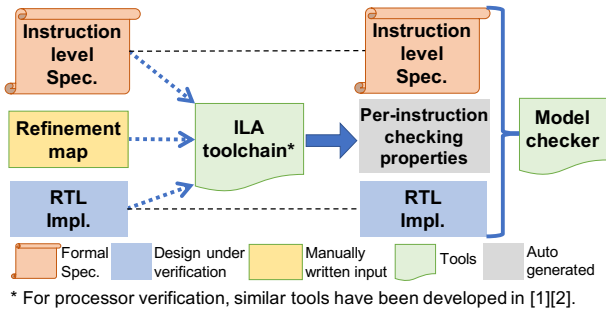 Instruction
level
Spec.
Instruction
level
Spec.
Refinement
map
ILA
toolchain*
Per-instruction
checking
properties
Model
checker
RTL
Impl.
RTL
Impl.
Formal
Spec.
Design under
verification
Manually
written input
Tools
Auto
generated
* For processor verification, similar tools have been developed in [1][2].